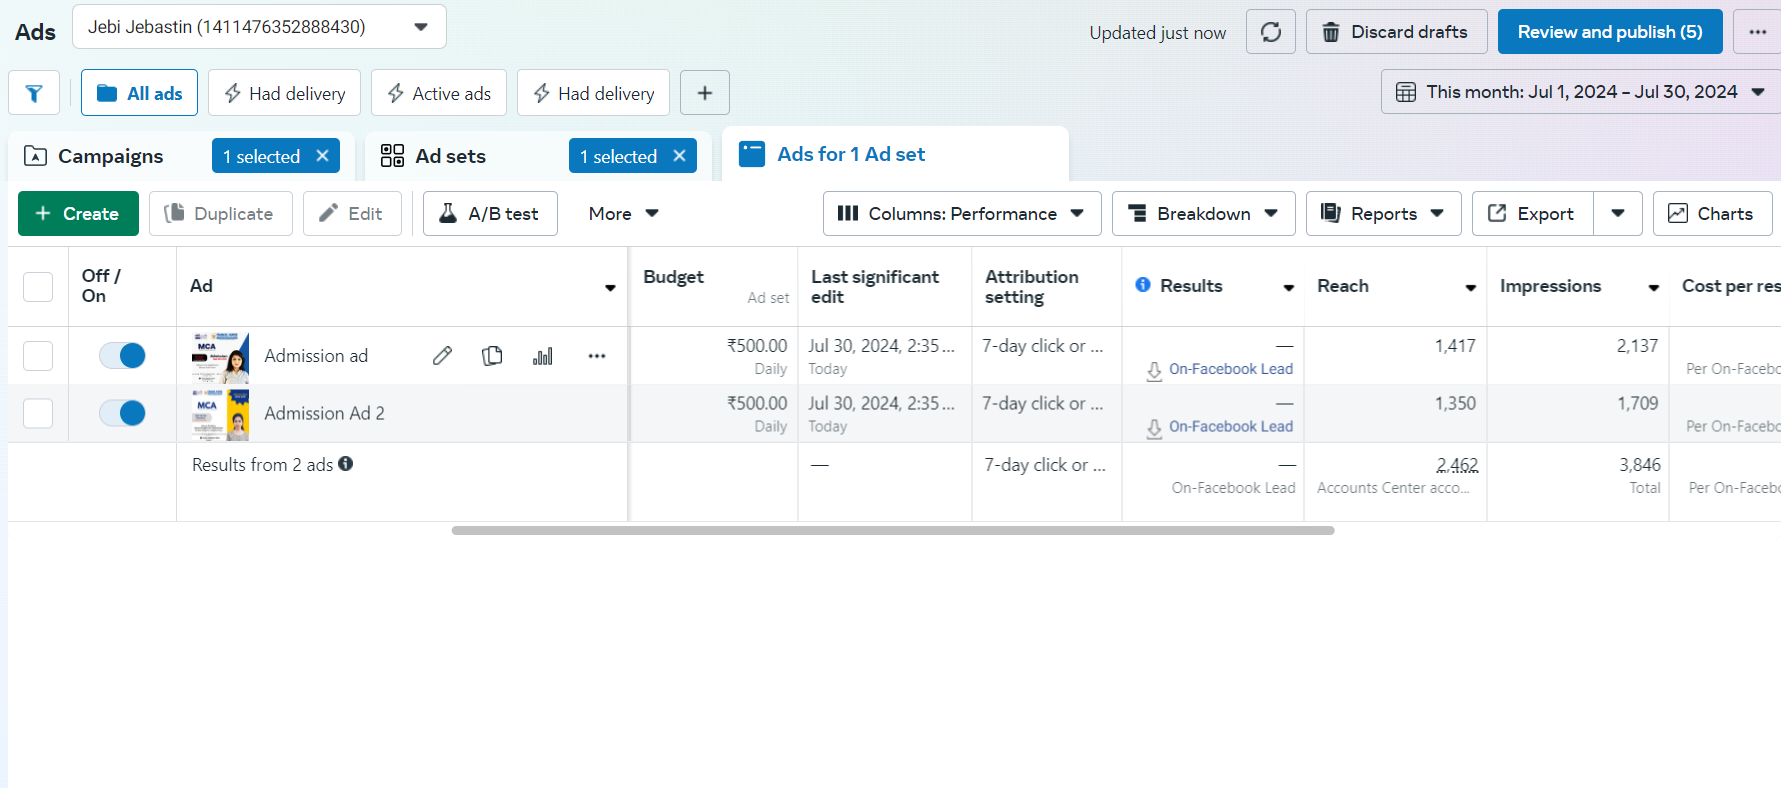 Ads
Jebi Jebastin (1411476352888430)
Updated just now
Discard drafts
Review and publish (5)
All ads
Had delivery
Active ads
Had delivery
This month: Jul 1, 2024 – Jul 30, 2024
Campaigns
1 selected
Ad sets
1 selected
Ads for 1 Ad set
Create
Duplicate
Edit
A/B test
More
Columns: Performance
Breakdown
Reports
Export
Charts
Off / On
Ad
Budget
Ad set
Last significant edit
Attribution setting
Results
Reach
Impressions
Cost per res
MCA
Admission ad
₹500.00
Daily
Jul 30, 2024, 2:35...
Today
7-day click or ...
—
On-Facebook Lead
1,417
2,137
Per On-Facebo
MCA
Admission Ad 2
₹500.00
Daily
Jul 30, 2024, 2:35...
Today
7-day click or ...
—
On-Facebook Lead
1,350
1,709
Per On-Facebo
Results from 2 ads
—
7-day click or ...
—
On-Facebook Lead
2,462
Accounts Center acco...
3,846
Total
Per On-Facebo